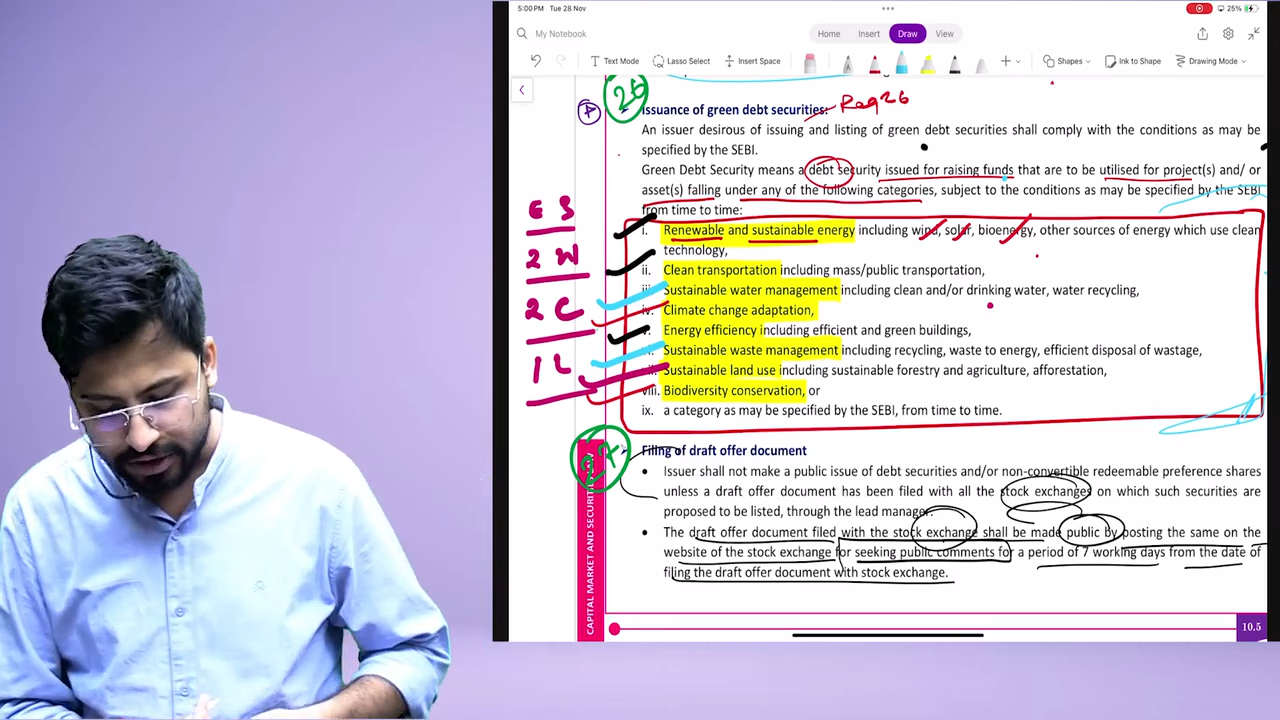 5:00 PM Tue 28 Nov
25%
My Notebook
Home Insert Draw View
Text Mode Lasso Select Insert Space Shapes Ink to Shape Drawing Mode
26
Issuance of green debt securities: Reg 26
An issuer desirous of issuing and listing of green debt securities shall comply with the conditions as may be
specified by the SEBI.
Green Debt Security means a debt security issued for raising funds that are to be utilised for project(s) and/ or
asset(s) falling under any of the following categories, subject to the conditions as may be specified by the SEBI
from time to time:
i. Renewable and sustainable energy including wind, solar, bioenergy, other sources of energy which use clean
technology,
ii. Clean transportation including mass/public transportation,
iii. Sustainable water management including clean and/or drinking water, water recycling,
iv. Climate change adaptation,
Energy efficiency including efficient and green buildings,
Sustainable waste management including recycling, waste to energy, efficient disposal of wastage,
vii. Sustainable land use including sustainable forestry and agriculture, afforestation,
viii. Biodiversity conservation, or
ix. a category as may be specified by the SEBI, from time to time.
E S
2 W
2 C
1 L
27
Filing of draft offer document
• Issuer shall not make a public issue of debt securities and/or non-convertible redeemable preference shares
unless a draft offer document has been filed with all the stock exchanges on which such securities are
proposed to be listed, through the lead manager.
• The draft offer document filed with the stock exchange shall be made public by posting the same on the
website of the stock exchange for seeking public comments for a period of 7 working days from the date of
filing the draft offer document with stock exchange.
CAPITAL MARKET AND SECURITIES
10.5